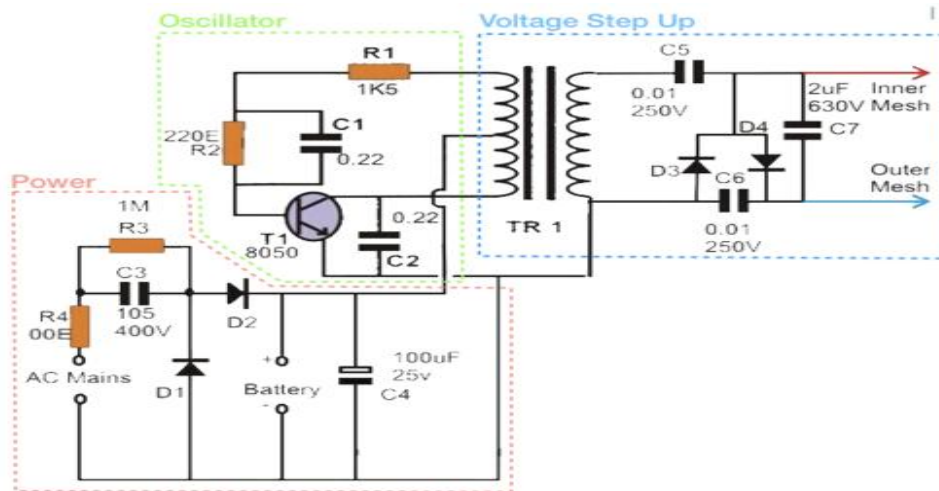 Oscillator
Voltage Step Up
R1
1K5
C5
0.01
250V
2uF
630V
Inner
Mesh
C7
220E
R2
C1
0.22
D4
D3
C6
Outer
Mesh
0.01
250V
Power
1M
R3
T1
8050
0.22
C2
TR 1
C3
105
400V
R4
00E
D2
AC Mains
D1
+
Battery
-
100uF
25v
C4